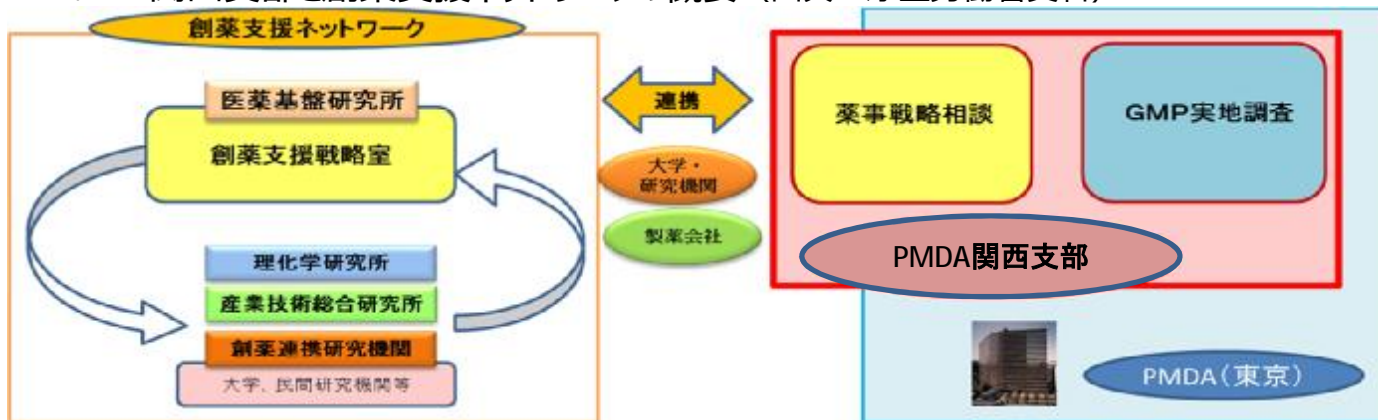 創薬支援ネットワーク
医薬基盤研究所
創薬支援戦略室
理化学研究所
産業技術総合研究所
創薬連携研究機関
大学、民間研究機関等
連携
大学・
研究機関
製薬会社
薬事戦略相談
GMP実地調査
PMDA関西支部
PMDA(東京)